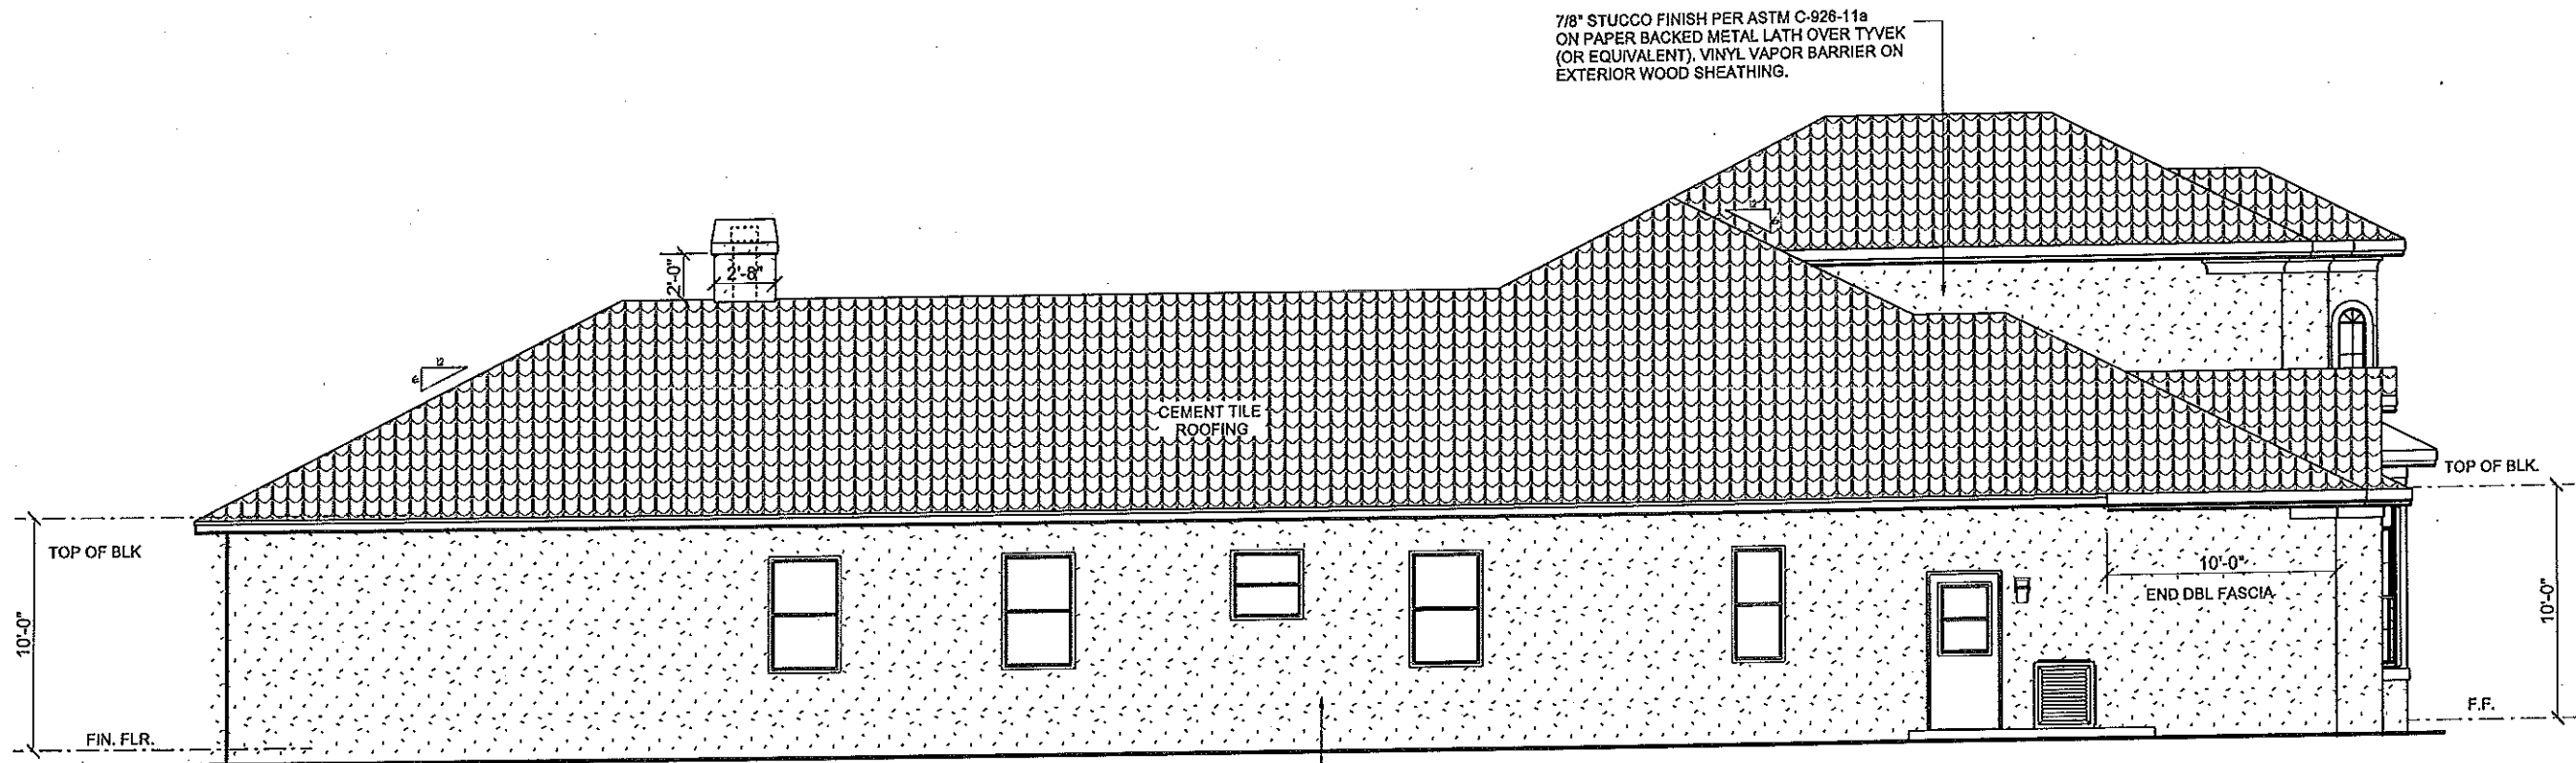 7/8" STUCCO FINISH PER ASTM C-926-11a
ON PAPER BACKED METAL LATH OVER TYVEK
(OR EQUIVALENT), VINYL VAPOR BARRIER ON
EXTERIOR WOOD SHEATHING.
12
6
2'-0"
2'-8"
12
6
CEMENT TILE
ROOFING
TOP OF BLK.
TOP OF BLK
10'-0"
END DBL FASCIA
10'-0"
10'-0"
F.F.
FIN. FLR.